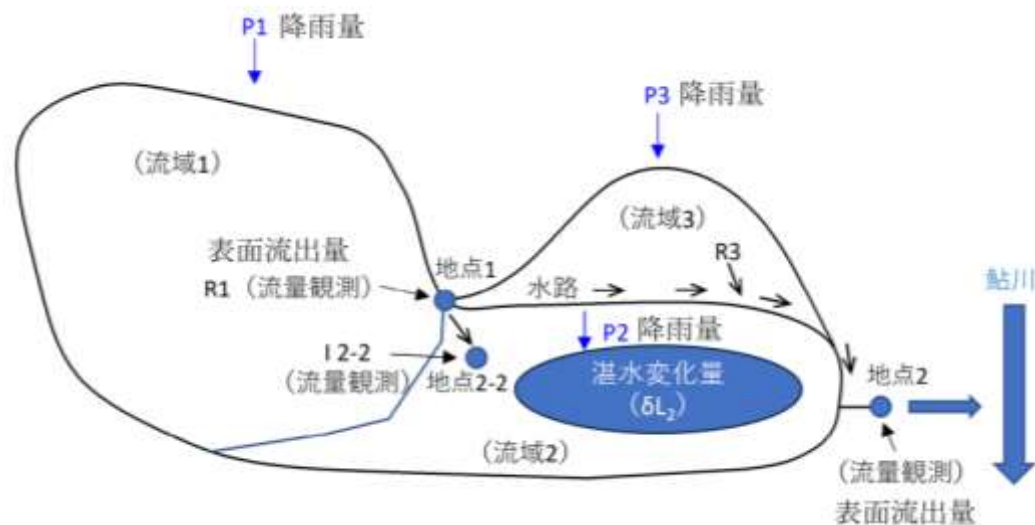 P1 降雨量
P3 降雨量
（流域1）
（流域3）
表面流出量
地点1
R3
R1（流量観測）
水路
鮎川
P2 降雨量
I 2-2
（流量観測）
地点2-2
湛水変化量
（δL₂）
地点2
（流域2）
（流量観測）
表面流出量